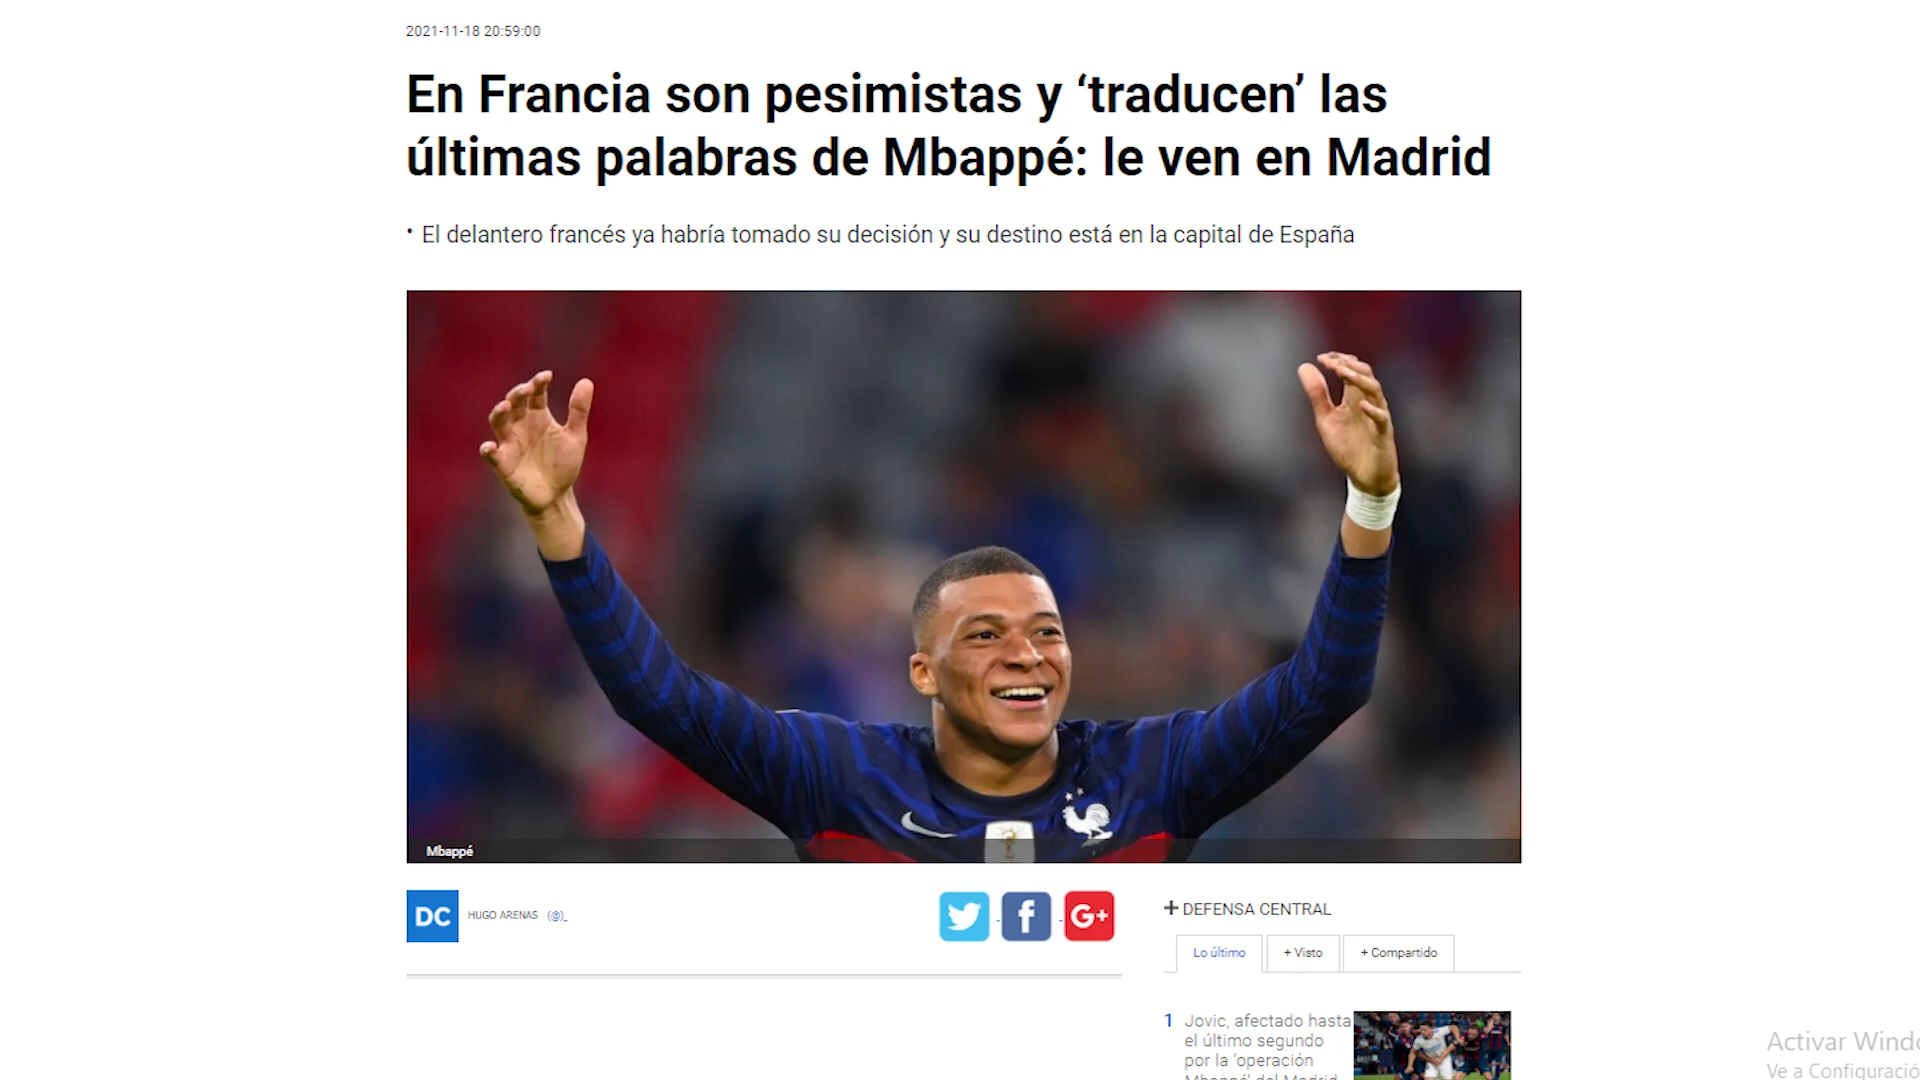 2021-11-18 20:59:00
En Francia son pesimistas y ‘traducen’ las
últimas palabras de Mbappé: le ven en Madrid
• El delantero francés ya habría tomado su decisión y su destino está en la capital de España
Mbappé
DC
HUGO ARENAS (@)
G+
+ DEFENSA CENTRAL
Lo último
+ Visto
+ Compartido
1 Jovic, afectado hasta
el último segundo
por la ‘operación
Mbappé’ del Madrid
Activar Windo
Ve a Configuració